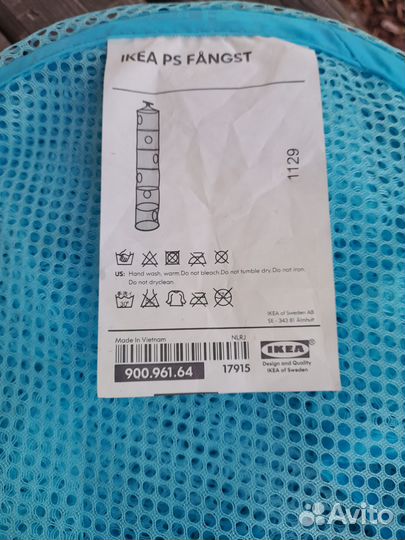 IKEA PS FÅNGST
1129
US: Hand wash, warm.Do not bleach.Do not tumble dry.Do not iron.
Do not dryclean.
IKEA of Sweden AB
SE - 343 81 Älmhult
Made in Vietnam
NLRJ
900.961.64
17915
IKEA®
Design and Quality
IKEA of Sweden
Avito